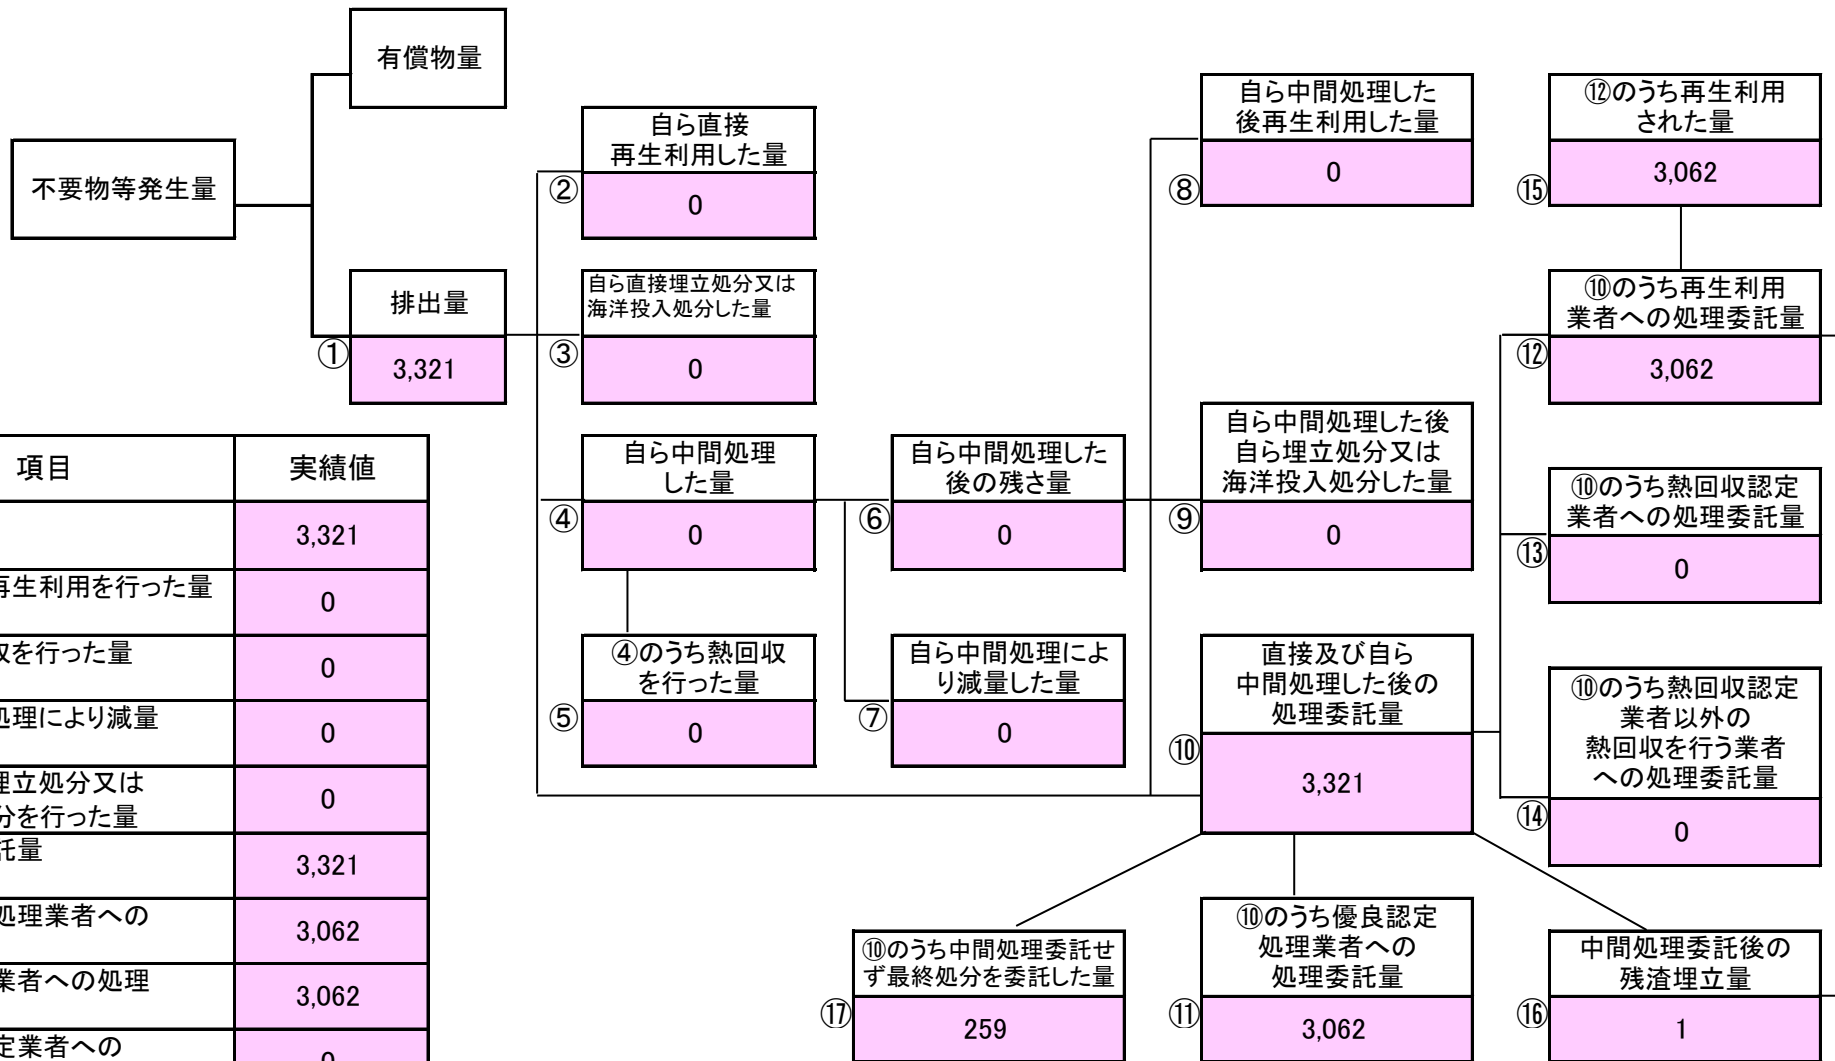 有償物量
不要物等発生量
排出量
①
3,321
自ら直接
再生利用した量
②
0
自ら直接埋立処分又は
海洋投入処分した量
③
0
自ら中間処理
した量
④
0
④のうち熱回収
を行った量
⑤
0
自ら中間処理した
後の残さ量
⑥
0
自ら中間処理によ
り減量した量
⑦
0
自ら中間処理した
後再生利用した量
⑧
0
自ら中間処理した後
自ら埋立処分又は
海洋投入処分した量
⑨
0
直接及び自ら
中間処理した後の
処理委託量
⑩
3,321
⑫のうち再生利用
された量
⑮
3,062
⑩のうち再生利用
業者への処理委託量
⑫
3,062
⑩のうち熱回収認定
業者への処理委託量
⑬
0
⑩のうち熱回収認定
業者以外の
熱回収を行う業者
への処理委託量
⑭
0
⑩のうち中間処理委託せ
ず最終処分を委託した量
⑰
259
⑩のうち優良認定
処理業者への
処理委託量
⑪
3,062
中間処理委託後の
残渣埋立量
⑯
1
項目 実績値
3,321
再生利用を行った量 0
を行った量 0
処理により減量 0
埋立処分又は
を行った量 0
託量 3,321
処理業者への 3,062
業者への処理 3,062
定業者への 0